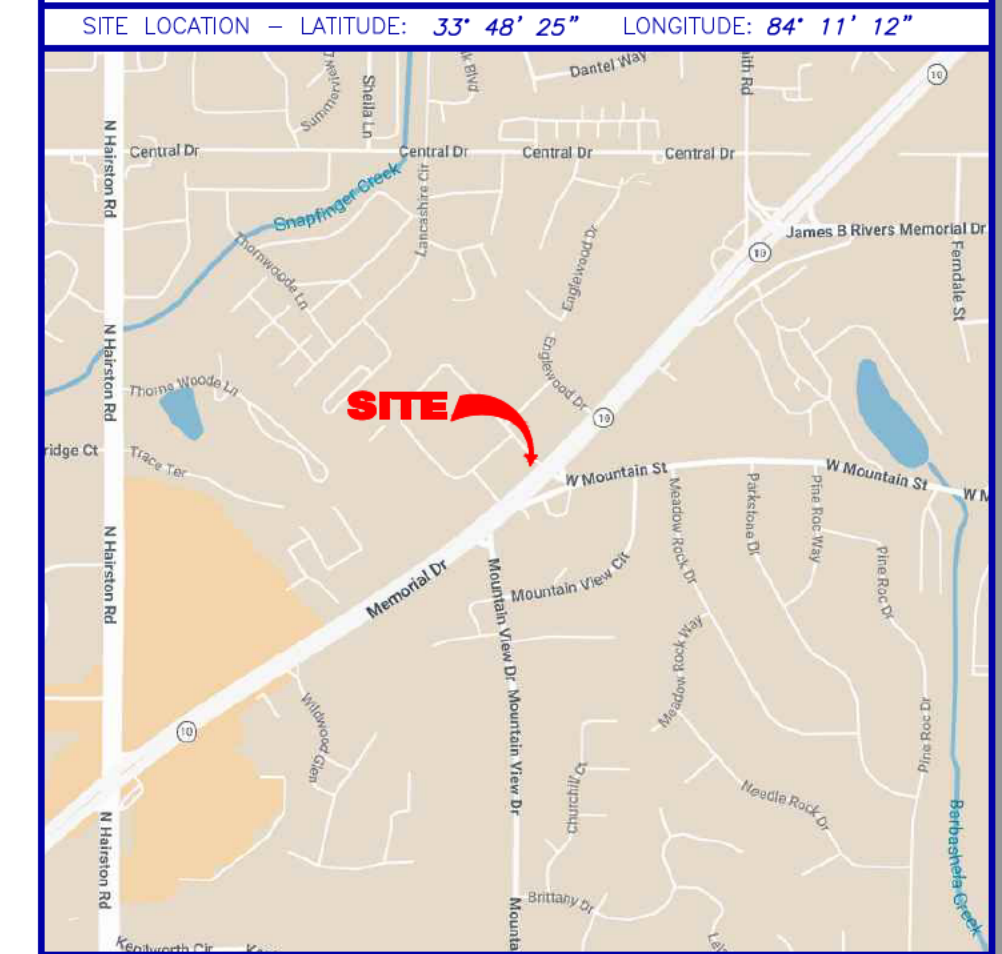 SITE LOCATION – LATITUDE: 33° 48' 25" LONGITUDE: 84° 11' 12"
Dantel Way
k Blvd
ith Rd
10
Summerview
Sheila Ln
N Hairston Rd
Central Dr
Central Dr
Central Dr
Central Dr
Snapfinger Creek
Lancashire Cir
James B Rivers Memorial Dr
10
Thornwoode Ln
Englewood Dr
Ferndale St
N Hairston Rd
Englewood Dr
Thorne Woode Ln
SITE
10
ridge Ct
Trace Ter
W Mountain St
W Mountain St
W M
Meadow Rock Dr
Parkstone Dr
Pine Roc Way
N Hairston Rd
Pine Roc Dr
Memorial Dr
Mountain View Dr
Mountain View Cir
Meadow Rock Way
Mountain View Dr
Wildwood Glen
10
Pine Roc Dr
Churchill Ct
Needle Rock Dr
N Hairston Rd
Barbashela Creek
Brittany Dr
Mounta
Kenilworth Cir